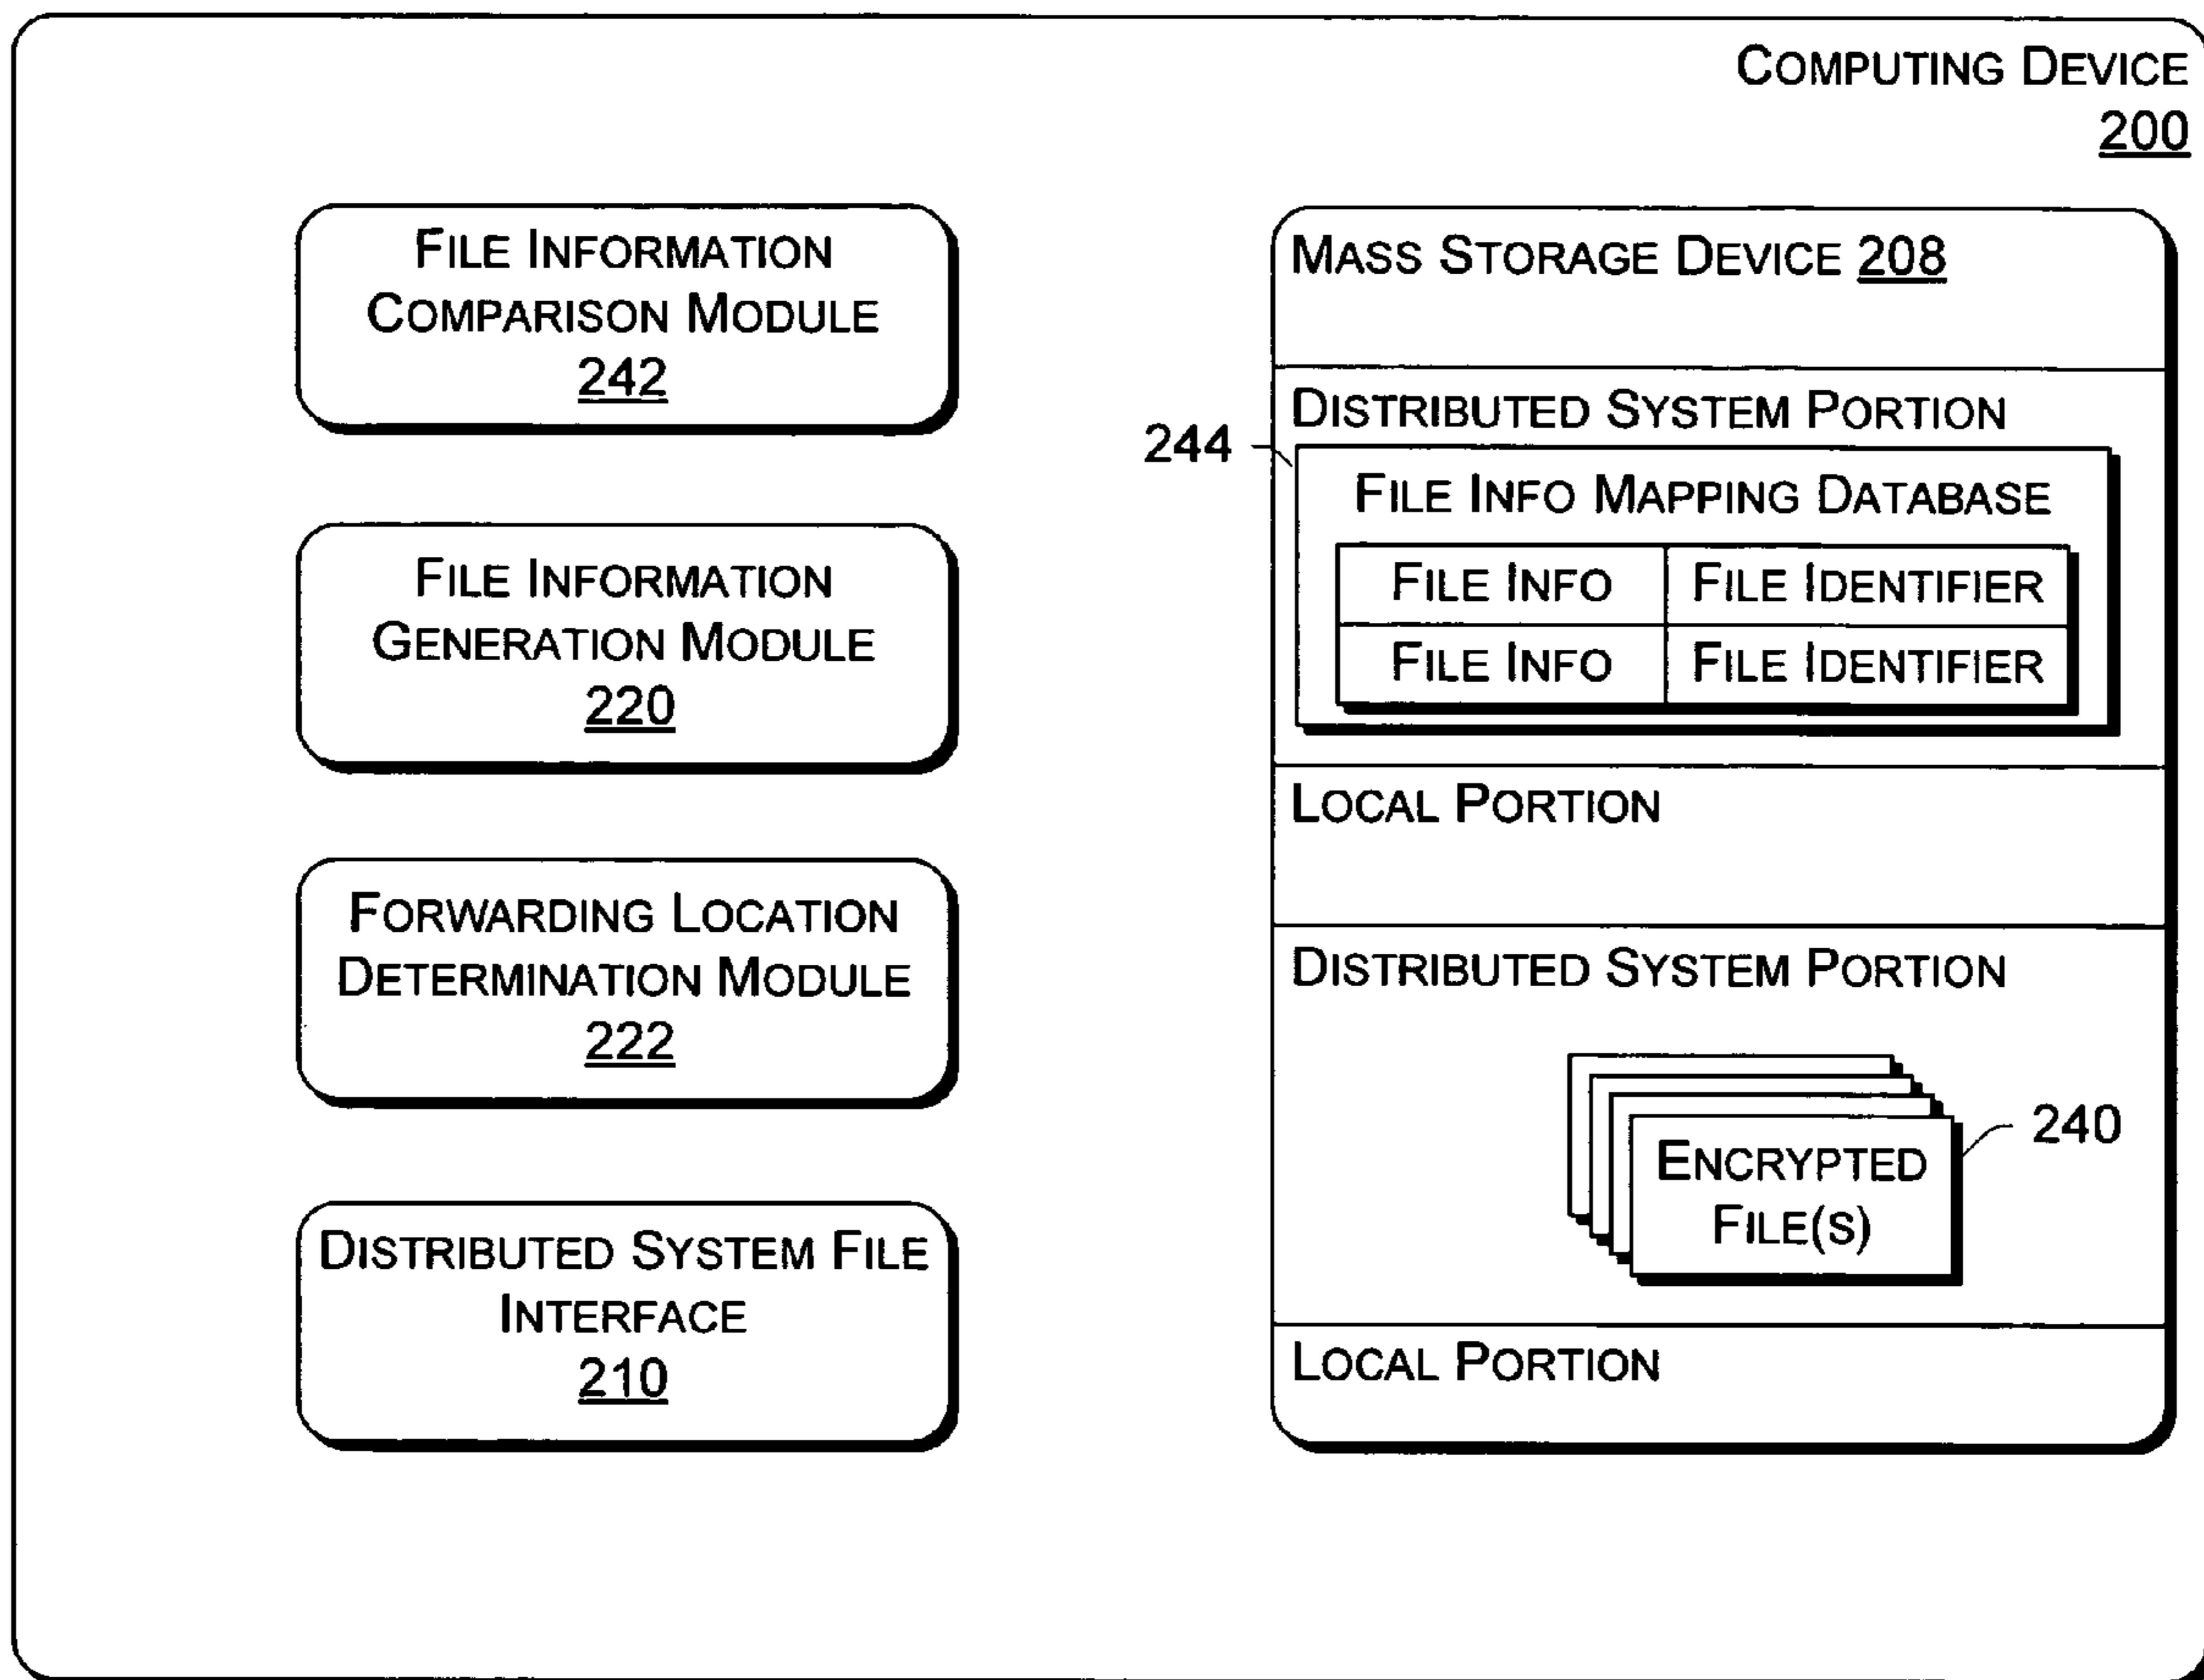 COMPUTING DEVICE
200
FILE INFORMATION
COMPARISON MODULE
242
FILE INFORMATION
GENERATION MODULE
220
FORWARDING LOCATION
DETERMINATION MODULE
222
DISTRIBUTED SYSTEM FILE
INTERFACE
210
MASS STORAGE DEVICE 208
DISTRIBUTED SYSTEM PORTION
244
FILE INFO MAPPING DATABASE
FILE INFO FILE IDENTIFIER
FILE INFO FILE IDENTIFIER
LOCAL PORTION
DISTRIBUTED SYSTEM PORTION
ENCRYPTED
FILE(S)
240
LOCAL PORTION